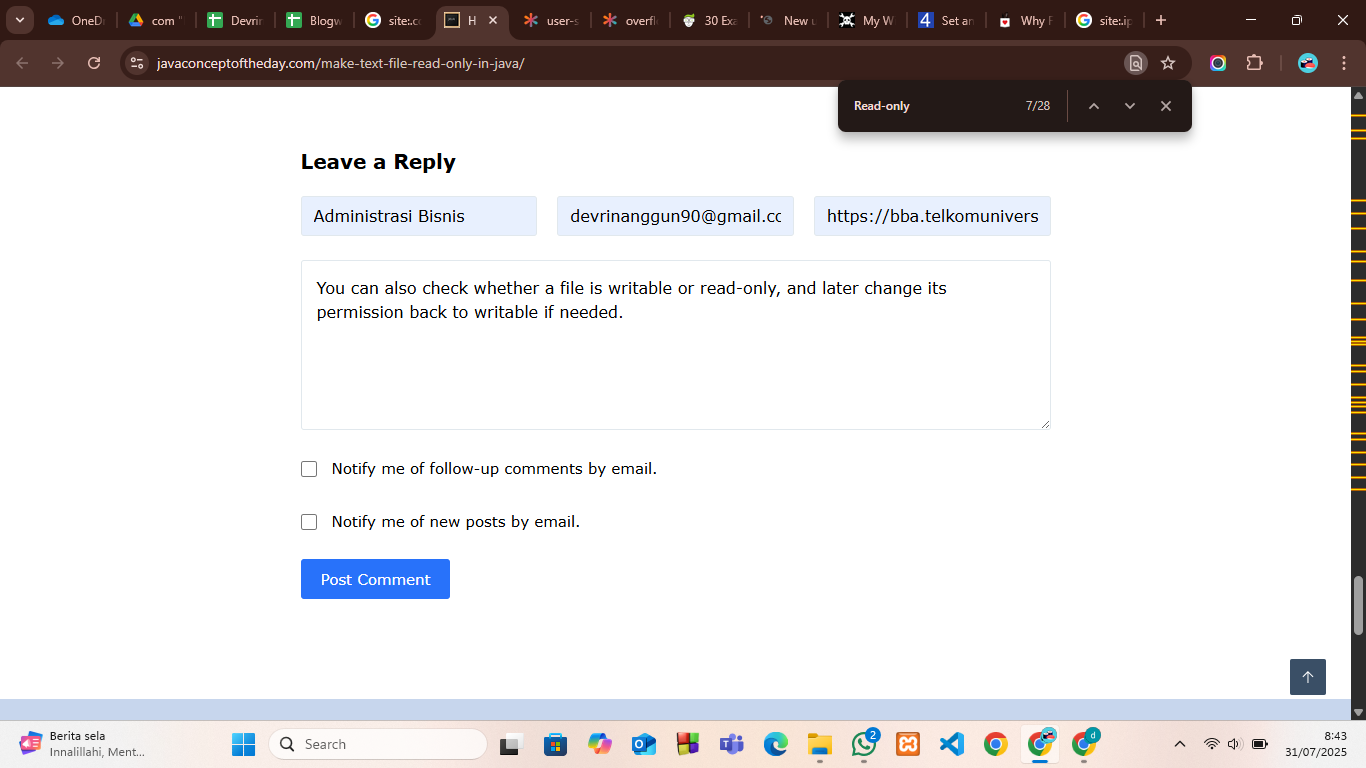 OneD
com "
Devrin
Blogw
site:.c
H
user-s
overfl
30 Exa
New u
My W
Set an
Why F
site:.ip
javaconceptoftheday.com/make-text-file-read-only-in-java/
Read-only 7/28
Leave a Reply
Administrasi Bisnis devrinanggun90@gmail.cc https://bba.telkomunivers
You can also check whether a file is writable or read-only, and later change its
permission back to writable if needed.
Notify me of follow-up comments by email.
Notify me of new posts by email.
Post Comment
Berita sela
Innalillahi, Ment...
Search
2
d
8:43
31/07/2025